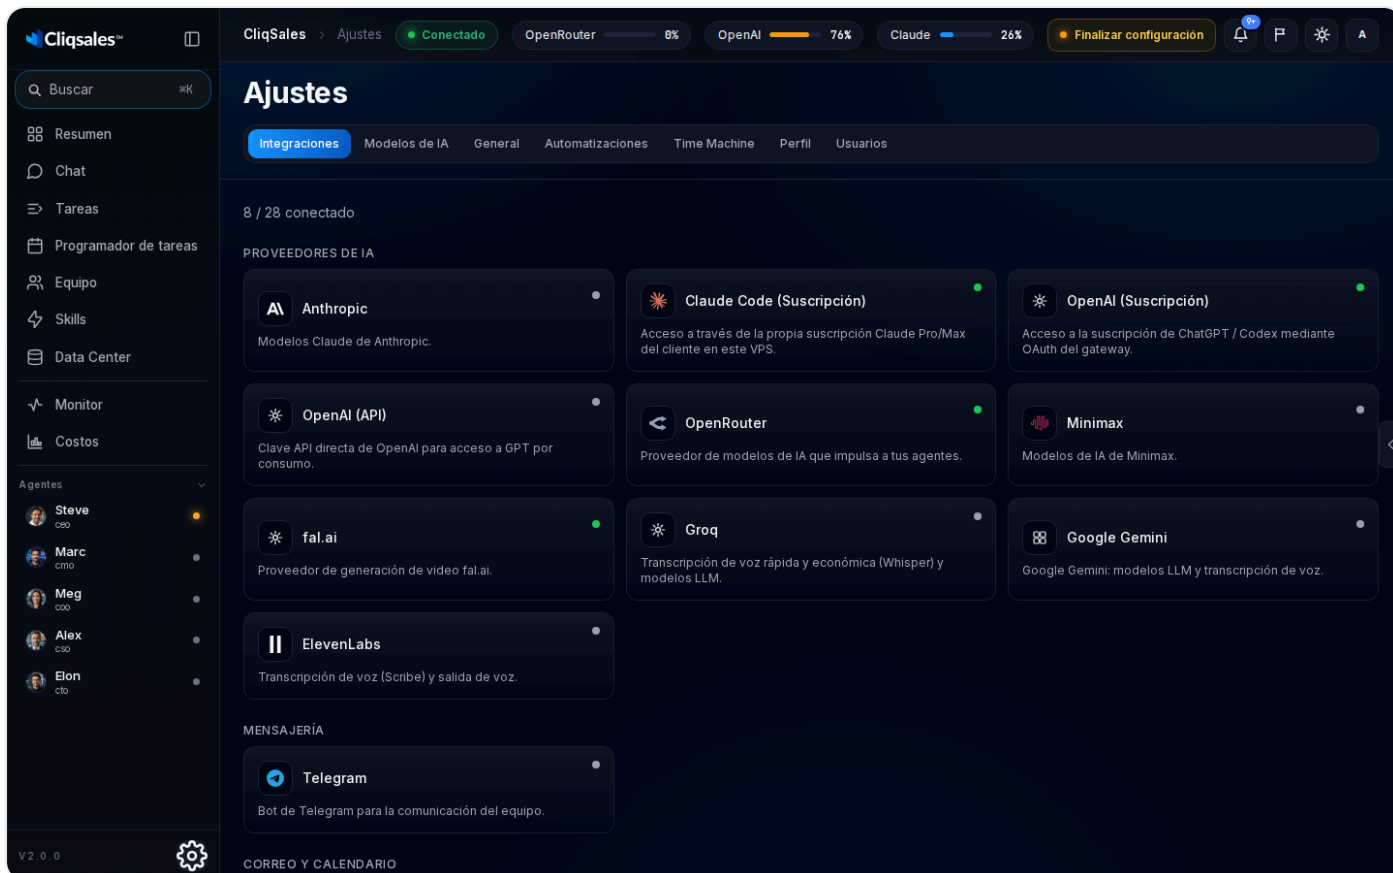 Cliqsales™
CliqSales > Ajustes
Conectado
OpenRouter 0%
OpenAI 76%
Claude 26%
Finalizar configuración
9+
A
Buscar ⌘K
Resumen
Chat
Tareas
Programador de tareas
Equipo
Skills
Data Center
Monitor
Costos
Agentes
Steve
ceo
Marc
cmo
Meg
coo
Alex
cso
Elon
cto
V2.0.0
Ajustes
Integraciones
Modelos de IA
General
Automatizaciones
Time Machine
Perfil
Usuarios
8 / 28 conectado
PROVEEDORES DE IA
Anthropic
Modelos Claude de Anthropic.
Claude Code (Suscripción)
Acceso a través de la propia suscripción Claude Pro/Max
del cliente en este VPS.
OpenAI (Suscripción)
Acceso a la suscripción de ChatGPT / Codex mediante
OAuth del gateway.
OpenAI (API)
Clave API directa de OpenAI para acceso a GPT por
consumo.
OpenRouter
Proveedor de modelos de IA que impulsa a tus agentes.
Minimax
Modelos de IA de Minimax.
fal.ai
Proveedor de generación de video fal.ai.
Groq
Transcripción de voz rápida y económica (Whisper) y
modelos LLM.
Google Gemini
Google Gemini: modelos LLM y transcripción de voz.
ElevenLabs
Transcripción de voz (Scribe) y salida de voz.
MENSAJERÍA
Telegram
Bot de Telegram para la comunicación del equipo.
CORREO Y CALENDARIO